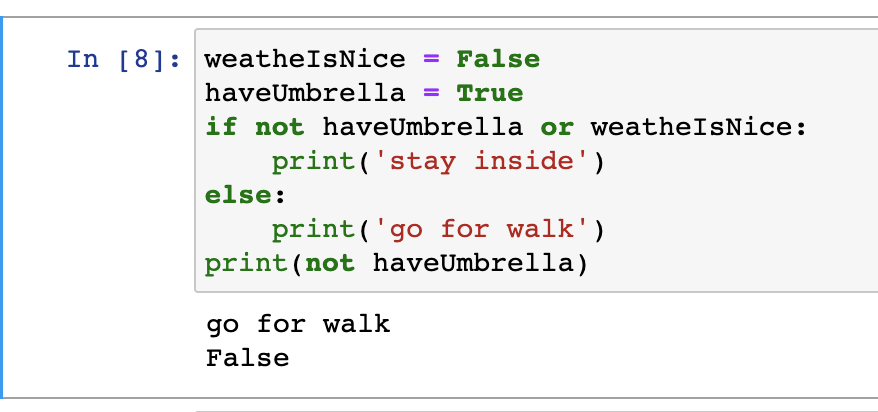 In [8]: weatheIsNice = False
haveUmbrella = True
if not haveUmbrella or weatheIsNice:
    print('stay inside')
else:
    print('go for walk')
print(not haveUmbrella)
go for walk
False